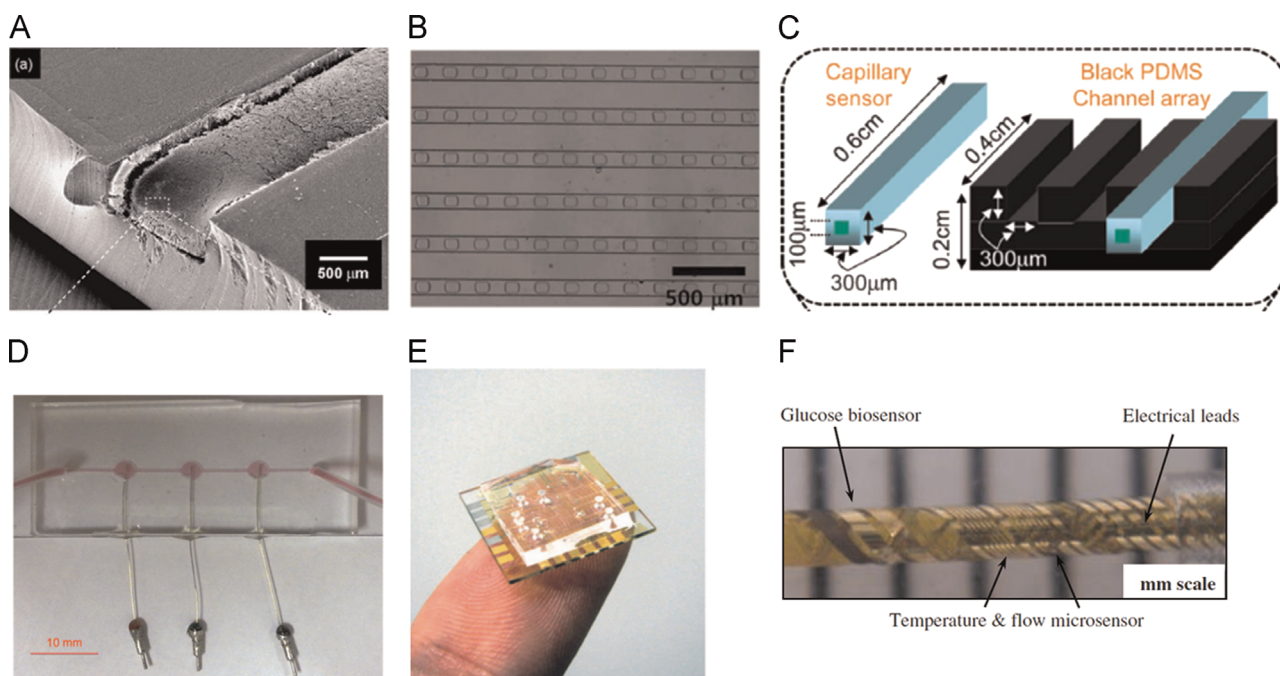 A
(a)
500 μm
B
500 μm
C
Capillary
sensor
0.6cm
100μm
300μm
Black PDMS
Channel array
0.4cm
0.2cm
300μm
D
10 mm
E
F
Glucose biosensor
Electrical leads
mm scale
Temperature & flow microsensor